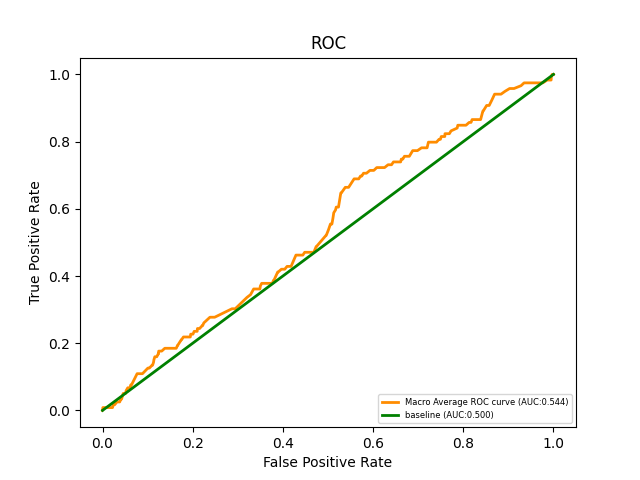 ROC
True Positive Rate
1.0
0.8
0.6
0.4
0.2
0.0
Macro Average ROC curve (AUC:0.544)
baseline (AUC:0.500)
0.0 0.2 0.4 0.6 0.8 1.0
False Positive Rate